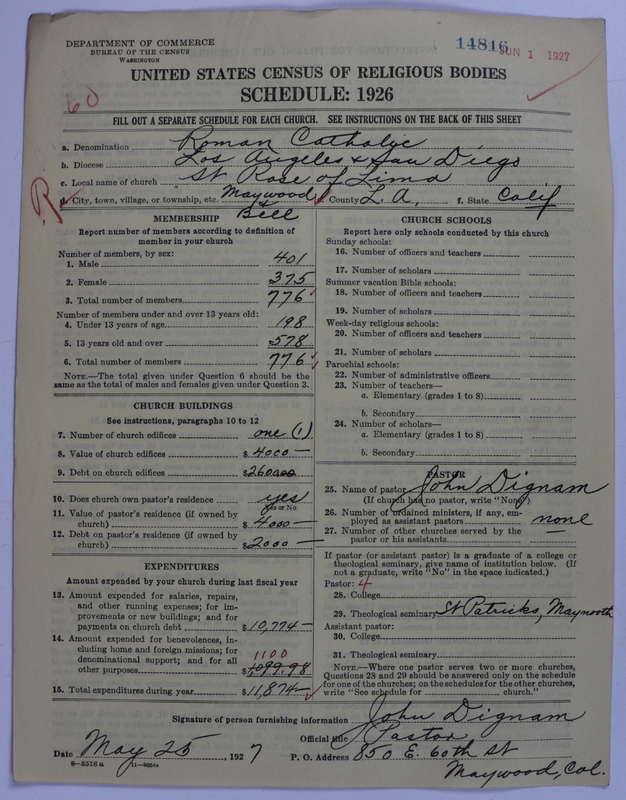 DEPARTMENT OF COMMERCE
BUREAU OF THE CENSUS
WASHINGTON
14816
JUN 1 1927
UNITED STATES CENSUS OF RELIGIOUS BODIES
SCHEDULE: 1926
60
FILL OUT A SEPARATE SCHEDULE FOR EACH CHURCH. SEE INSTRUCTIONS ON THE BACK OF THIS SHEET
a. Denomination Roman Catholic
b. Diocese Los Angeles & San Diego
c. Local name of church St Rose of Lima
R
d. City, town, village, or township, etc. Maywood & Bell e. County L. A., f. State Calif
MEMBERSHIP
Report number of members according to definition of
member in your church
Number of members, by sex:
1. Male 401
2. Female 375
3. Total number of members 776
Number of members under and over 13 years old:
4. Under 13 years of age 198
5. 13 years old and over 578
6. Total number of members 776
NOTE.—The total given under Question 6 should be the
same as the total of males and females given under Question 3.
CHURCH BUILDINGS
See instructions, paragraphs 10 to 12
7. Number of church edifices one (1)
8. Value of church edifices $4000—
9. Debt on church edifices $2600.00
10. Does church own pastor's residence yes
Yes or No
11. Value of pastor's residence (if owned by
church) $4000—
12. Debt on pastor's residence (if owned by
church) $2000—
EXPENDITURES
Amount expended by your church during last fiscal year
13. Amount expended for salaries, repairs,
and other running expenses; for im-
provements or new buildings; and for
payments on church debt $10,774—
14. Amount expended for benevolences, in-
cluding home and foreign missions; for
denominational support; and for all 1100
other purposes $1099.98
15. Total expenditures during year $11,874—
CHURCH SCHOOLS
Report here only schools conducted by this church
Sunday schools:
16. Number of officers and teachers
17. Number of scholars
Summer vacation Bible schools:
18. Number of officers and teachers
19. Number of scholars
Week-day religious schools:
20. Number of officers and teachers
21. Number of scholars
Parochial schools:
22. Number of administrative officers
23. Number of teachers—
a. Elementary (grades 1 to 8)
b. Secondary
24. Number of scholars—
a. Elementary (grades 1 to 8)
b. Secondary
PASTOR
25. Name of pastor John Dignam
(If church has no pastor, write "None")
26. Number of ordained ministers, if any, em-
ployed as assistant pastors none
27. Number of other churches served by the
pastor or his assistants —
If pastor (or assistant pastor) is a graduate of a college or
theological seminary, give name of institution below. (If
not a graduate, write "No" in the space indicated.)
Pastor: 4
28. College
29. Theological seminary St Patricks, Maynooth
Assistant pastor:
30. College
31. Theological seminary
NOTE.—Where one pastor serves two or more churches,
Questions 28 and 29 should be answered only on the schedule
for one of the churches; on the schedules for the other churches,
write "See schedule for church."
Signature of person furnishing information John Dignam
Official title Pastor
Date May 25, 1927 P. O. Address 850 E. 60th St
8—5518 a
Maywood, Cal.